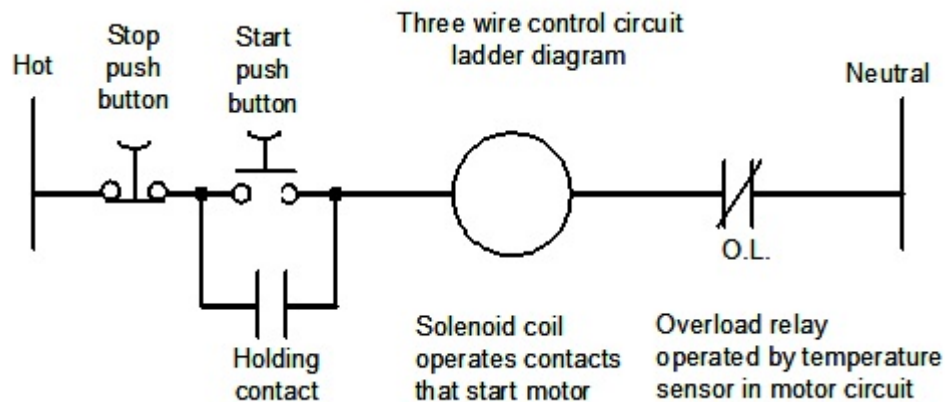 Three wire control circuit
ladder diagram
Hot
Stop
push
button
Start
push
button
Neutral
O.L.
Holding
contact
Solenoid coil
operates contacts
that start motor
Overload relay
operated by temperature
sensor in motor circuit